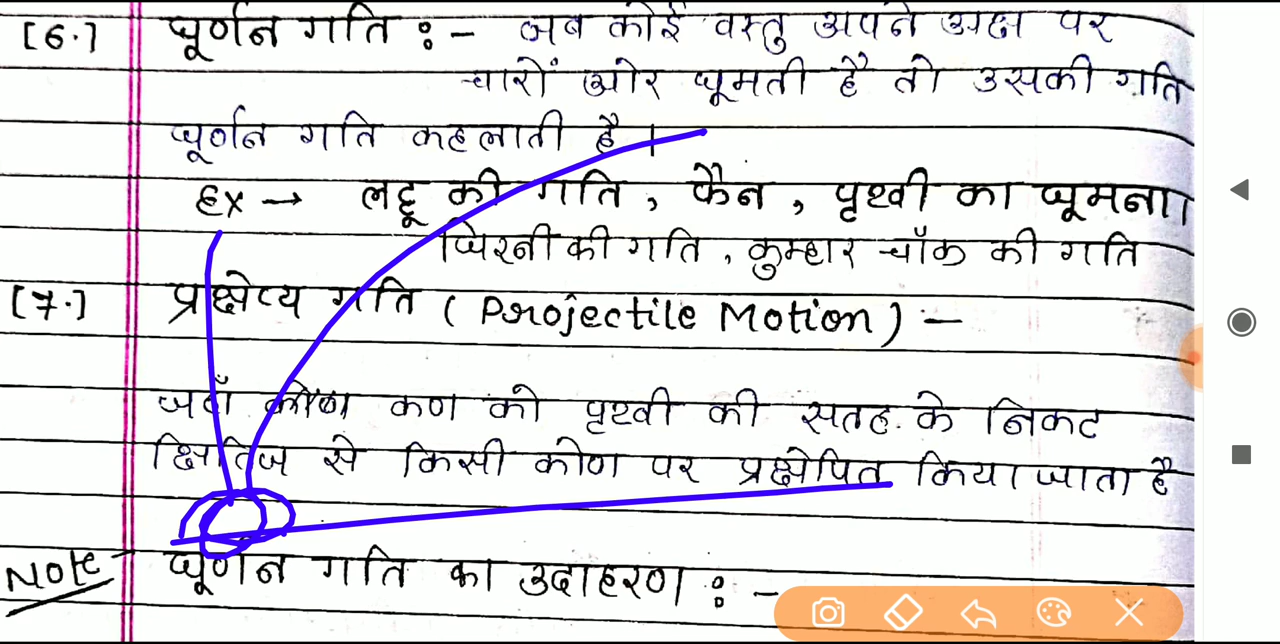 [6.] घूर्णन गति :- जब कोई वस्तु अपने अक्ष पर
चारों ओर घूमती है तो उसकी गति
घूर्णन गति कहलाती है।
Ex → लट्टू की गति, फैन, पृथ्वी का घूमना।
घिरनी की गति, कुम्हार चॉक की गति
[7.] प्रक्षेप्य गति (Projectile Motion) -
जहाँ कण को पृथ्वी की सतह के निकट
क्षितिज से किसी कोण पर प्रक्षेपित किया जाता है
Note - घूर्णन गति का उदाहरण :-